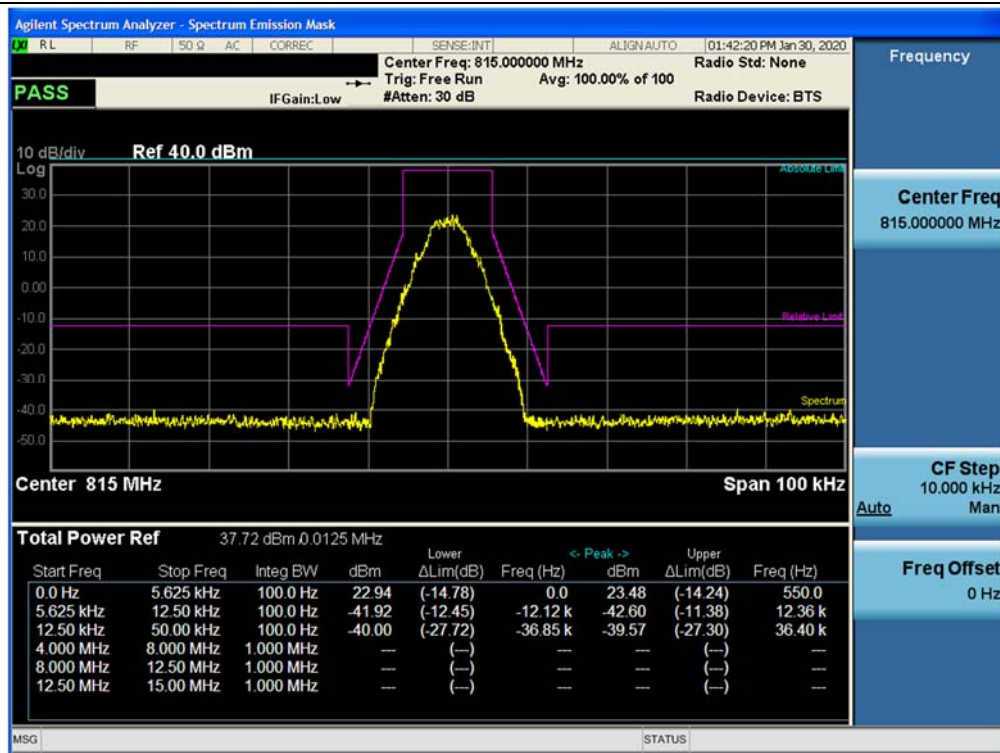 Agilent Spectrum Analyzer - Spectrum Emission Mask
LXI RL RF 50 Ω AC CORREC SENSE:INT ALIGN AUTO 01:42:20 PM Jan 30, 2020
Center Freq: 815.000000 MHz Radio Std: None
Trig: Free Run Avg: 100.00% of 100
PASS IFGain:Low #Atten: 30 dB Radio Device: BTS
10 dB/div Ref 40.0 dBm
Log
Absolute Limit
30.0
20.0
10.0
0.00
-10.0
Relative Limit
-20.0
-30.0
Spectrum
-40.0
-50.0
Center 815 MHz Span 100 kHz
Total Power Ref 37.72 dBm / 0.0125 MHz
Lower <- Peak -> Upper
Start Freq Stop Freq Integ BW dBm ΔLim(dB) Freq (Hz) dBm ΔLim(dB) Freq (Hz)
0.0 Hz 5.625 kHz 100.0 Hz 22.94 (-14.78) 0.0 23.48 (-14.24) 550.0
5.625 kHz 12.50 kHz 100.0 Hz -41.92 (-12.45) -12.12 k -42.60 (-11.38) 12.36 k
12.50 kHz 50.00 kHz 100.0 Hz -40.00 (-27.72) -36.85 k -39.57 (-27.30) 36.40 k
4.000 MHz 8.000 MHz 1.000 MHz --- (---) --- --- (---) ---
8.000 MHz 12.50 MHz 1.000 MHz --- (---) --- --- (---) ---
12.50 MHz 15.00 MHz 1.000 MHz --- (---) --- --- (---) ---
MSG STATUS
Frequency
Center Freq
815.000000 MHz
CF Step
10.000 kHz
Auto Man
Freq Offset
0 Hz